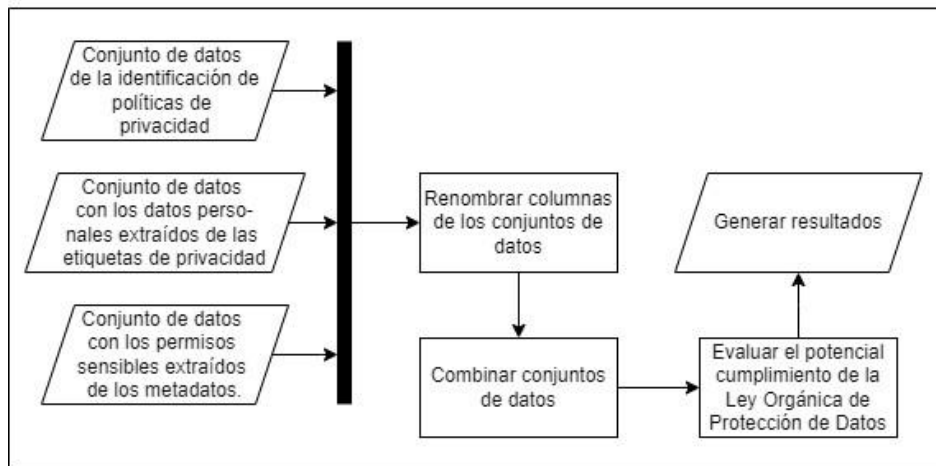 Conjunto de datos
de la identificación de
políticas de
privacidad
Conjunto de datos
con los datos perso-
nales extraídos de las
etiquetas de privacidad
Conjunto de datos
con los permisos
sensibles extraídos
de los metadatos.
Renombrar columnas
de los conjuntos de
datos
Combinar conjuntos
de datos
Evaluar el potencial
cumplimiento de la
Ley Orgánica de
Protección de Datos
Generar resultados